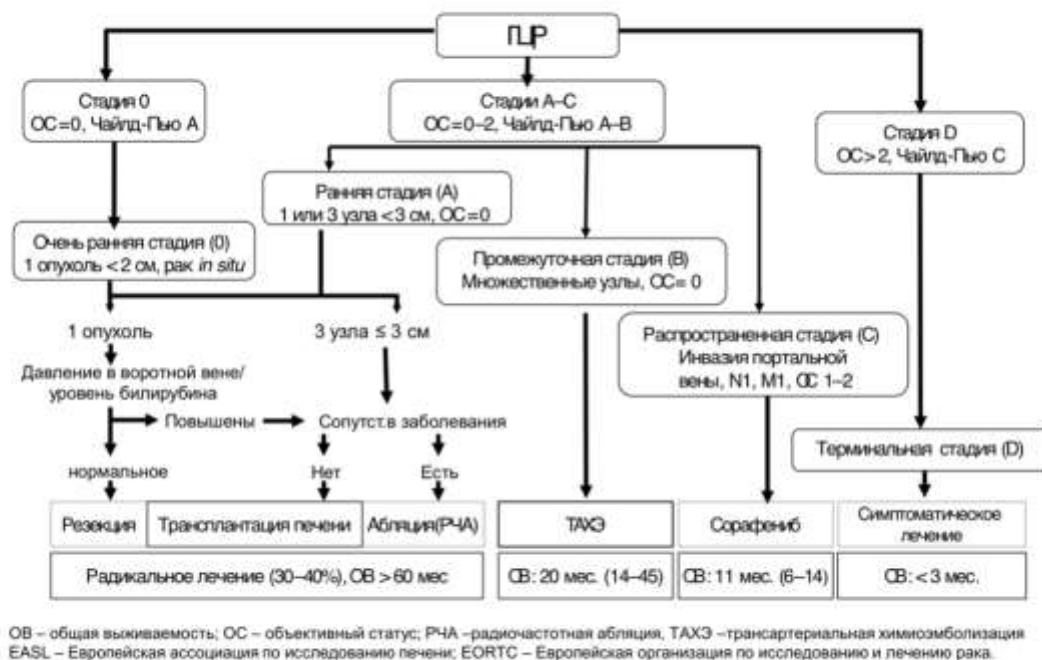 ГЦР
Стадия 0
ОС=0, Чайлд-Пью А
Стадии А–С
ОС=0–2, Чайлд-Пью А–В
Стадия D
ОС>2, Чайлд-Пью С
Ранняя стадия (А)
1 или 3 узла <3 см, ОС=0
Очень ранняя стадия (0)
1 опухоль <2 см, рак in situ
Промежуточная стадия (В)
Множественные узлы, ОС= 0
1 опухоль
3 узла ≤ 3 см
Распространенная стадия (С)
Инвазия портальной
вены, N1, M1, ОС 1–2
Давление в воротной вене/
уровень билирубина
Повышены
Сопутст.в заболевания
Терминальная стадия (D)
нормальное
Нет
Есть
Резекция
Трансплантация печени
Абляция(РЧА)
ТАХЭ
Сорафениб
Симптоматическое
лечение
Радикальное лечение (30–40%), ОВ >60 мес
ОВ: 20 мес. (14–45)
ОВ: 11 мес. (6–14)
ОВ: <3 мес.
ОВ – общая выживаемость; ОС – объективный статус; РЧА –радиочастотная абляция, ТАХЭ –трансартериальная химиоэмболизация
EASL – Европейская ассоциация по исследованию печени; EORTC – Европейская организация по исследованию и лечению рака.